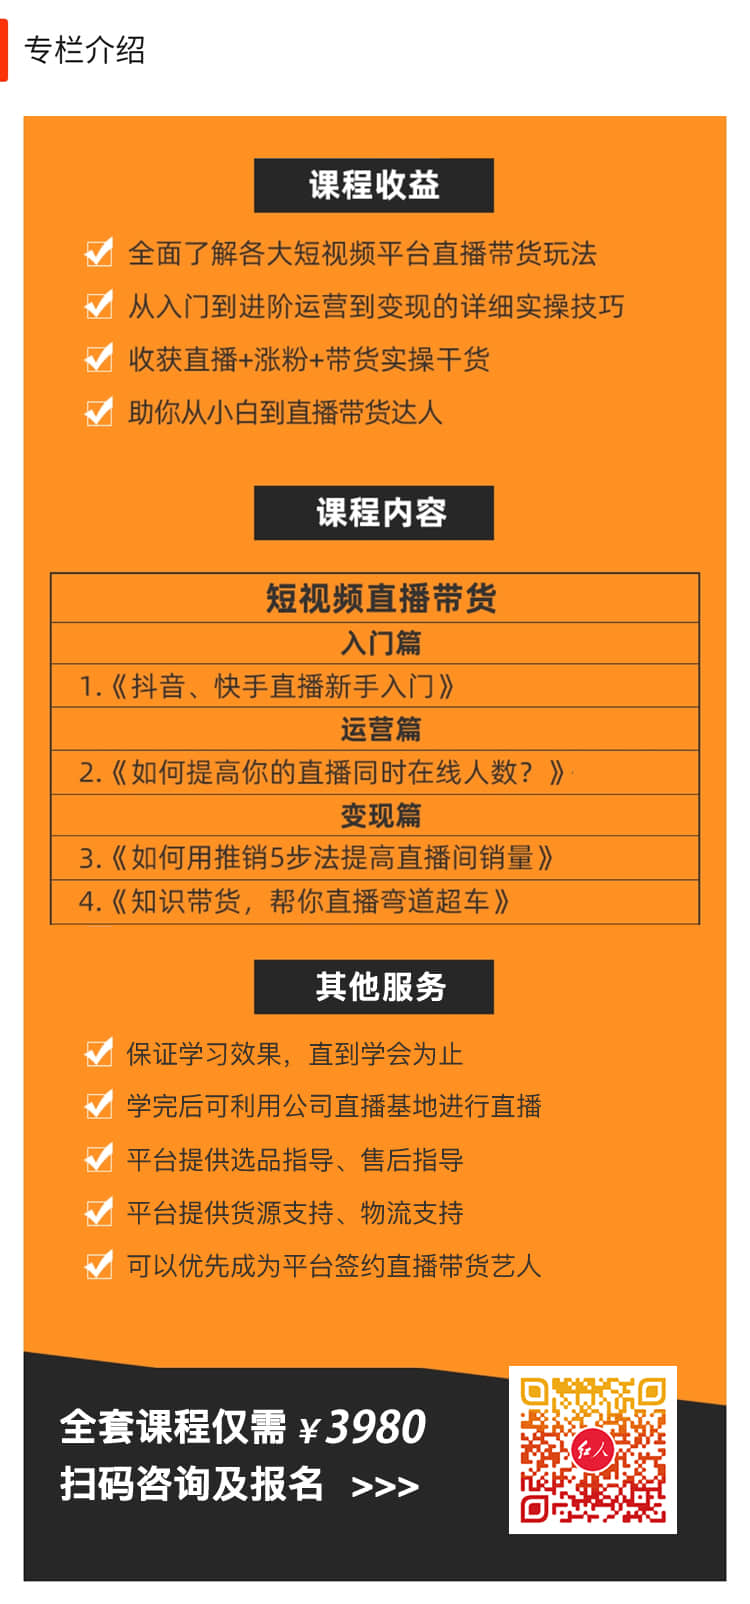 专栏介绍
课程收益
全面了解各大短视频平台直播带货玩法
从入门到进阶运营到变现的详细实操技巧
收获直播+涨粉+带货实操干货
助你从小白到直播带货达人
课程内容
短视频直播带货
入门篇
1.《抖音、快手直播新手入门》
运营篇
2.《如何提高你的直播同时在线人数？》
变现篇
3.《如何用推销5步法提高直播间销量》
4.《知识带货，帮你直播弯道超车》
其他服务
保证学习效果，直到学会为止
学完后可利用公司直播基地进行直播
平台提供选品指导、售后指导
平台提供货源支持、物流支持
可以优先成为平台签约直播带货艺人
全套课程仅需￥3980
扫码咨询及报名 >>>
红人